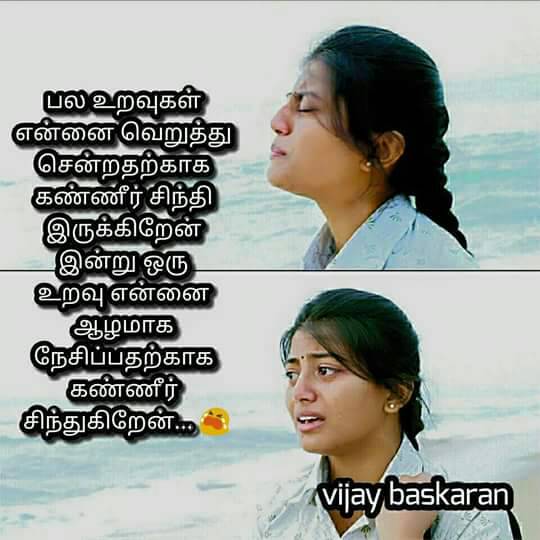 பல உறவுகள்
என்னை வெறுத்து
சென்றதற்காக
கண்ணீர் சிந்தி
இருக்கிறேன்
இன்று ஒரு
உறவு என்னை
ஆழமாக
நேசிப்பதற்காக
கண்ணீர்
சிந்துகிறேன்... 😭
vijay baskaran